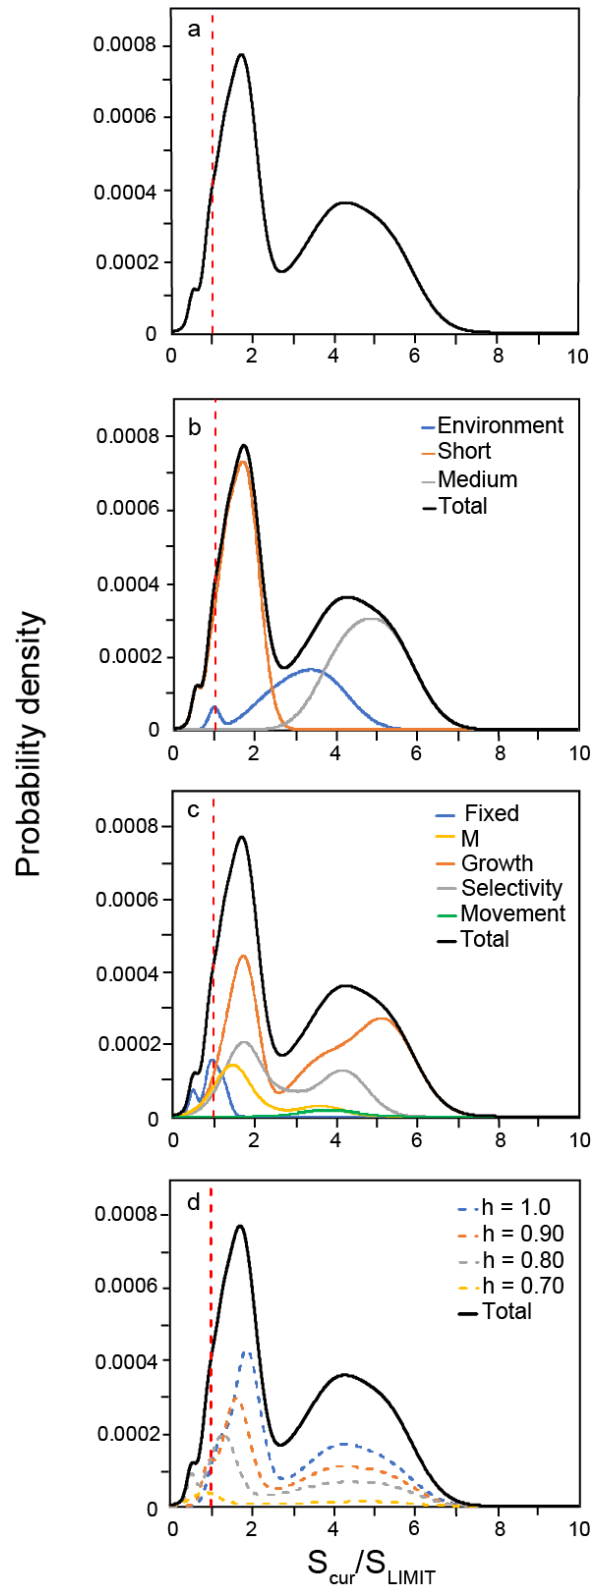 a
0.0008
0.0006
0.0004
0.0002
0
0 2 4 6 8 10
b
Environment
Short
Medium
Total
0.0008
0.0006
0.0004
0.0002
0
0 2 4 6 8 10
Probability density
c
Fixed
M
Growth
Selectivity
Movement
Total
0.0008
0.0006
0.0004
0.0002
0
0 2 4 6 8 10
d
h = 1.0
h = 0.90
h = 0.80
h = 0.70
Total
0.0008
0.0006
0.0004
0.0002
0
0 2 4 6 8 10
Scur/SLIMIT